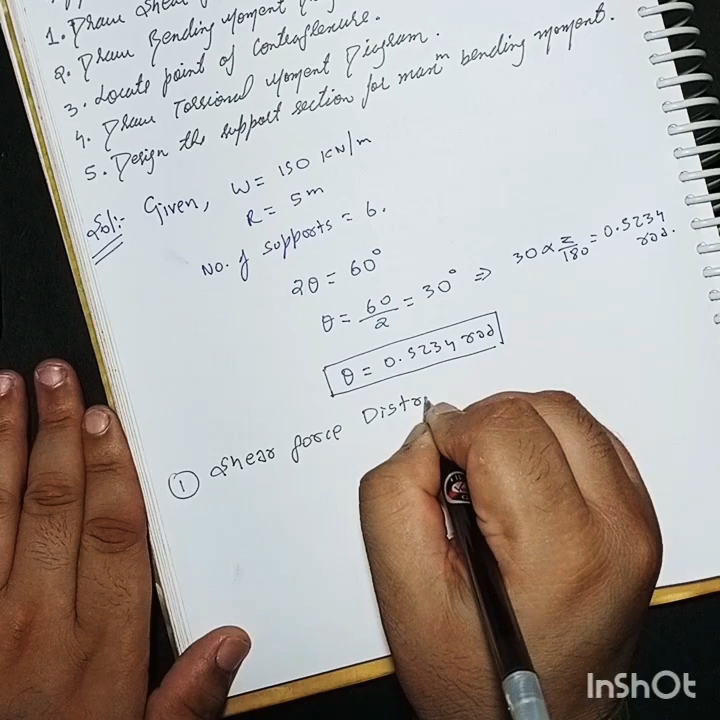 1. Draw Shear
2. Draw Bending Moment
3. Locate point of Contraflexure.
4. Draw Torsional Moment Diagram.
5. Design the support section for maxm bending moment.
Sol:- Given, W = 150 KN/m
R = 5m
No. of supports = 6.
2θ = 60°
θ = 60/2 = 30° ⇒ 30 × π/180 = 0.5234 rad.
θ = 0.5234 rad
1 Shear force Distr
InShOt